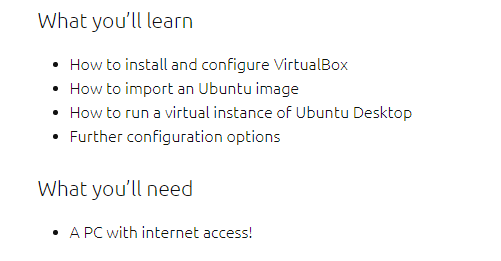 What you’ll learn
• How to install and configure VirtualBox
• How to import an Ubuntu image
• How to run a virtual instance of Ubuntu Desktop
• Further configuration options
What you’ll need
• A PC with internet access!